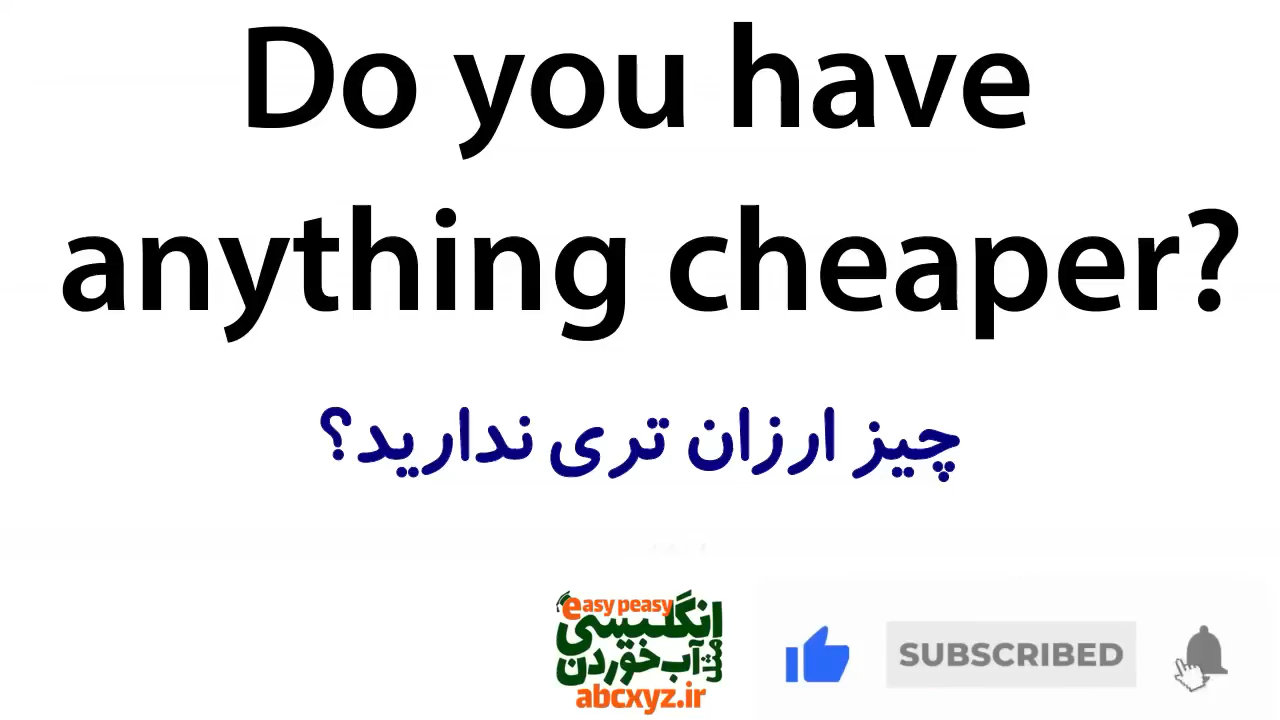 Do you have
anything cheaper?
چیز ارزان تری ندارید؟
easy peasy
انگلیسی
مثل
آب خوردن
abcxyz.ir
SUBSCRIBED